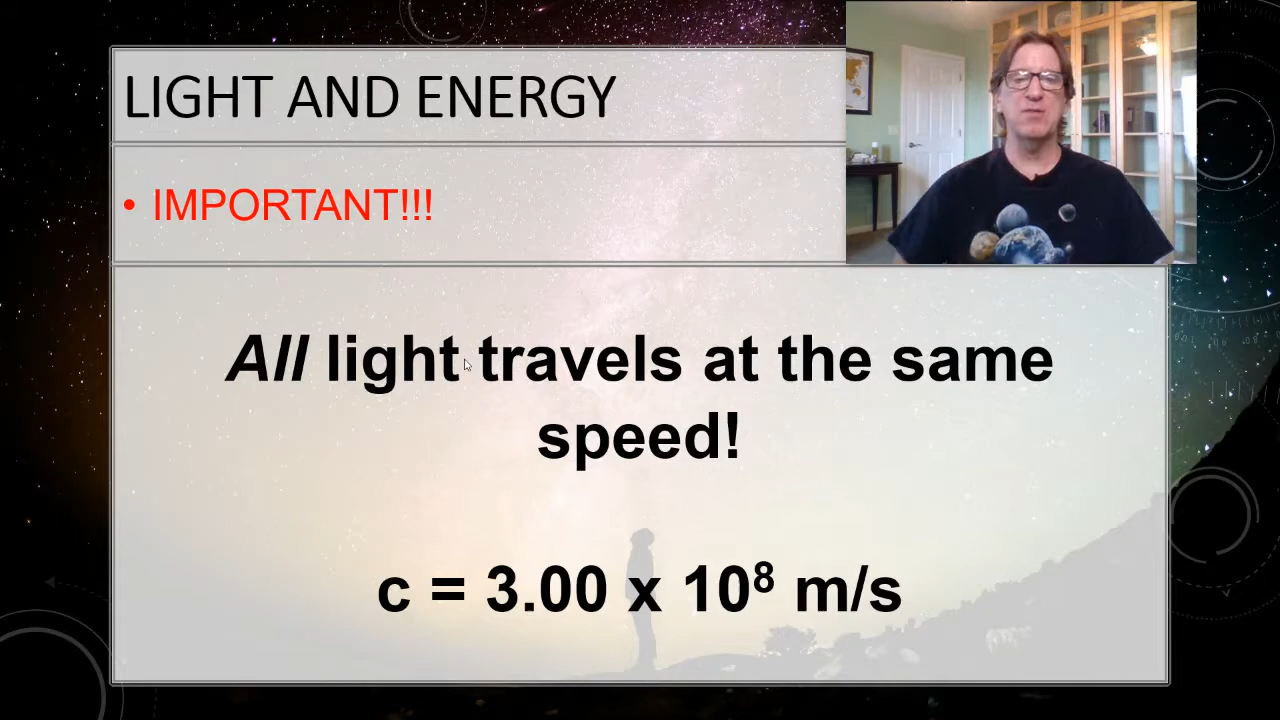 LIGHT AND ENERGY
• IMPORTANT!!!
All light travels at the same
speed!
c = 3.00 x 10⁸ m/s